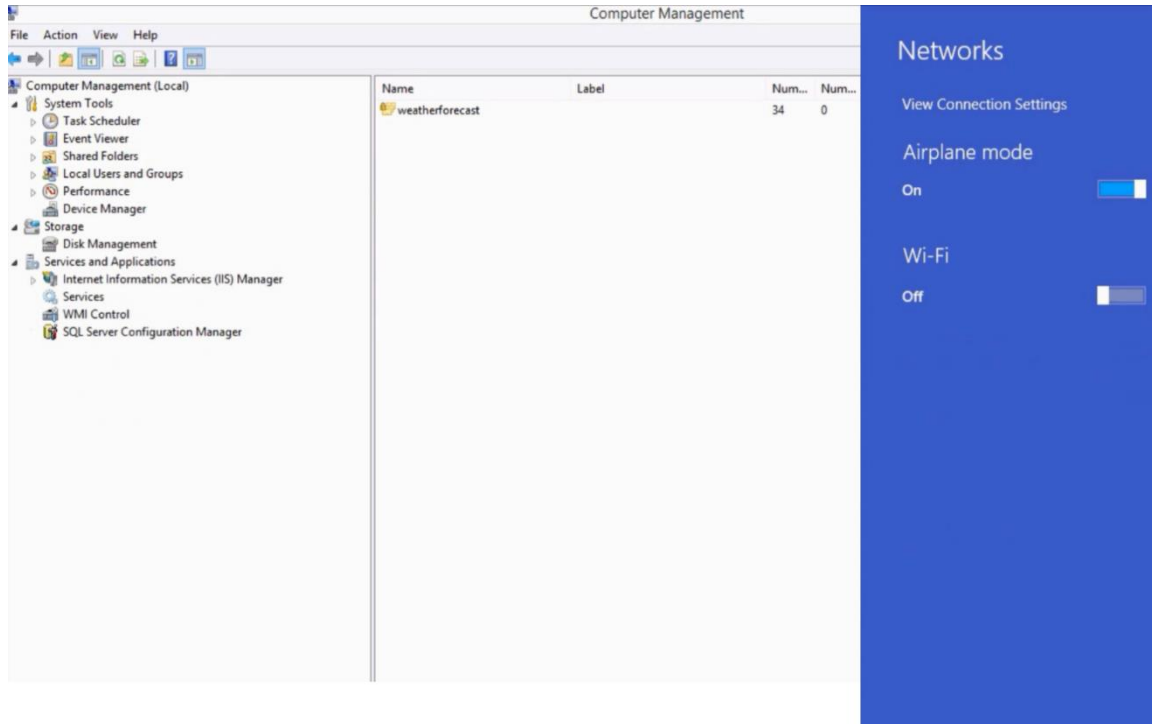 Computer Management
File Action View Help
Computer Management (Local)
System Tools
Task Scheduler
Event Viewer
Shared Folders
Local Users and Groups
Performance
Device Manager
Storage
Disk Management
Services and Applications
Internet Information Services (IIS) Manager
Services
WMI Control
SQL Server Configuration Manager
Name Label Num... Num...
weatherforecast 34 0
Networks
View Connection Settings
Airplane mode
On
Wi-Fi
Off